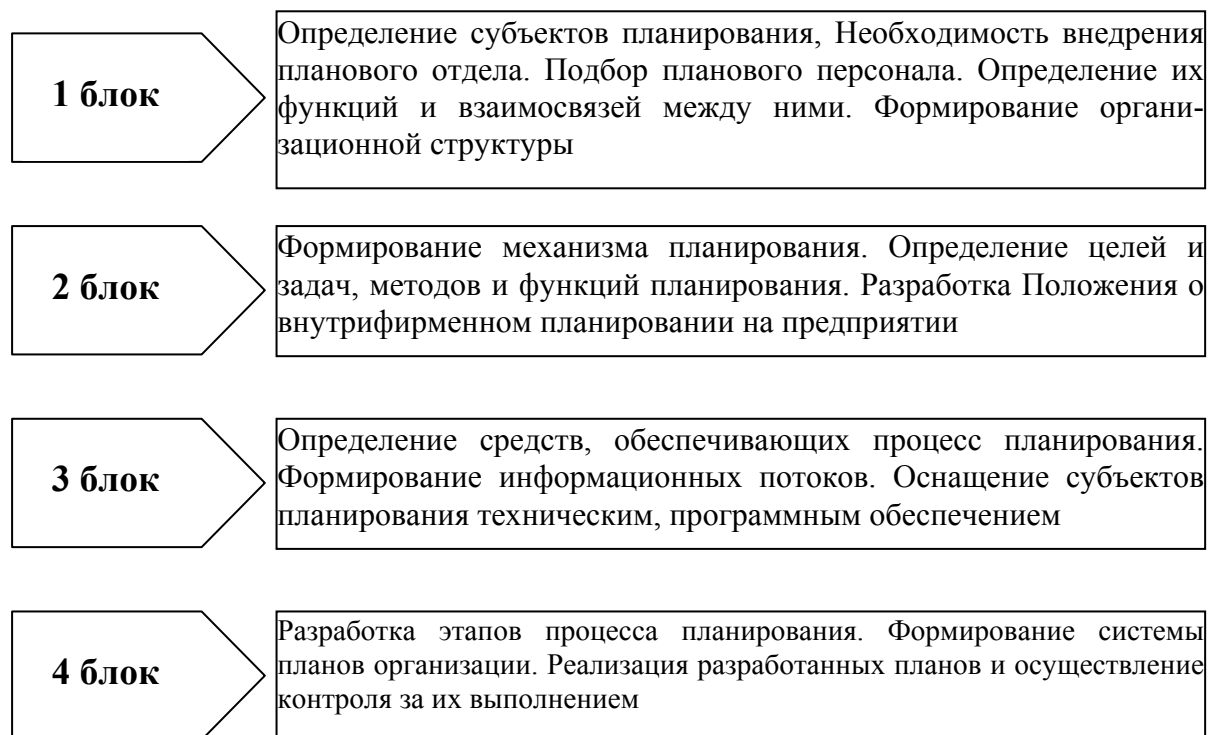 1 блок
Определение субъектов планирования, Необходимость внедрения
планового отдела. Подбор планового персонала. Определение их
функций и взаимосвязей между ними. Формирование органи-
зационной структуры
2 блок
Формирование механизма планирования. Определение целей и
задач, методов и функций планирования. Разработка Положения о
внутрифирменном планировании на предприятии
3 блок
Определение средств, обеспечивающих процесс планирования.
Формирование информационных потоков. Оснащение субъектов
планирования техническим, программным обеспечением
4 блок
Разработка этапов процесса планирования. Формирование системы
планов организации. Реализация разработанных планов и осуществление
контроля за их выполнением